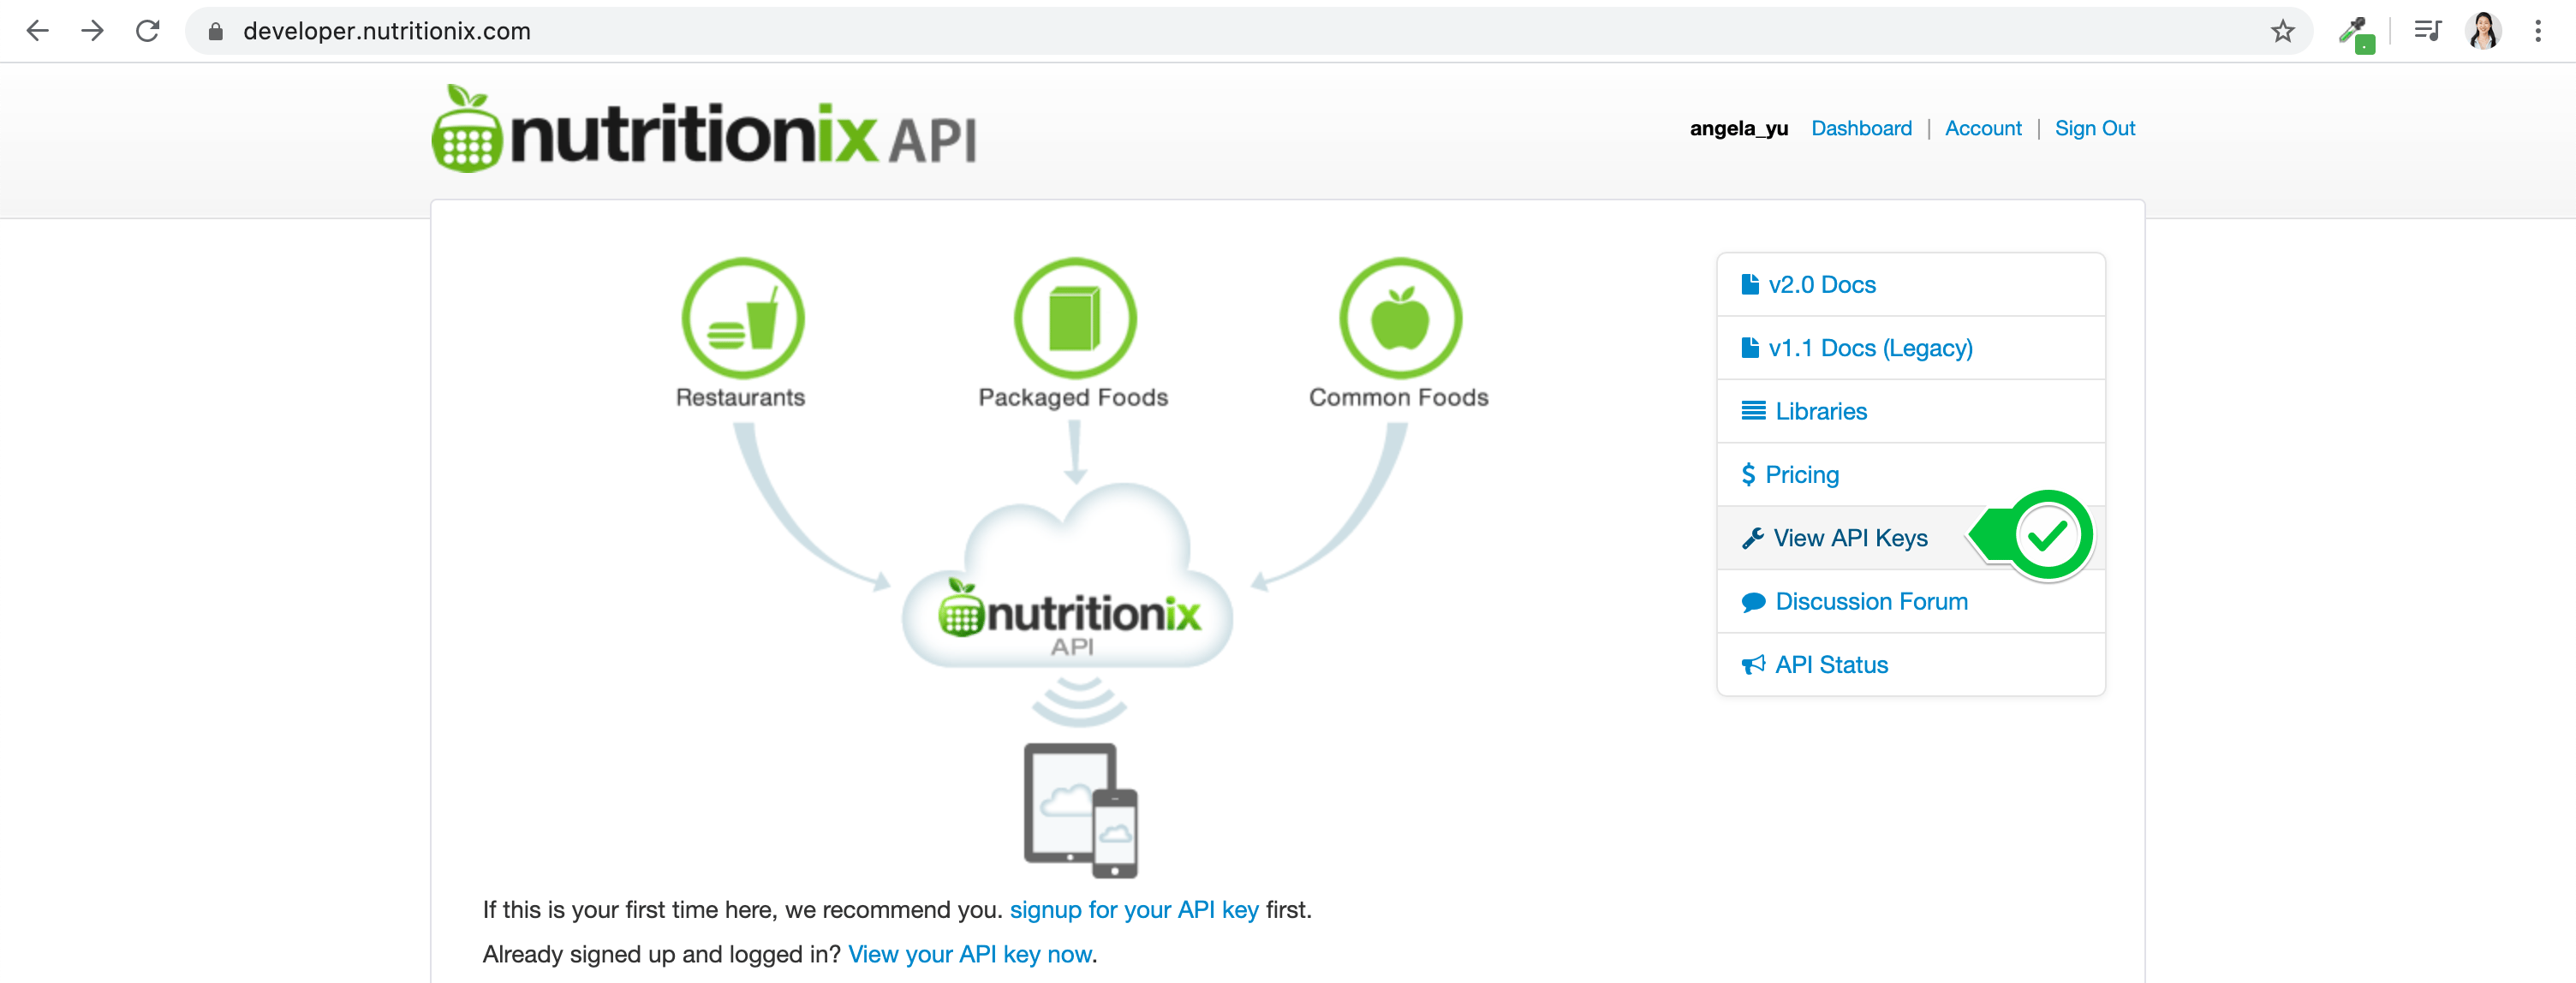 developer.nutritionix.com
nutritionix API
angela_yu Dashboard | Account | Sign Out
Restaurants
Packaged Foods
Common Foods
nutritionix
API
v2.0 Docs
v1.1 Docs (Legacy)
Libraries
$ Pricing
View API Keys
Discussion Forum
API Status
If this is your first time here, we recommend you. signup for your API key first.
Already signed up and logged in? View your API key now.